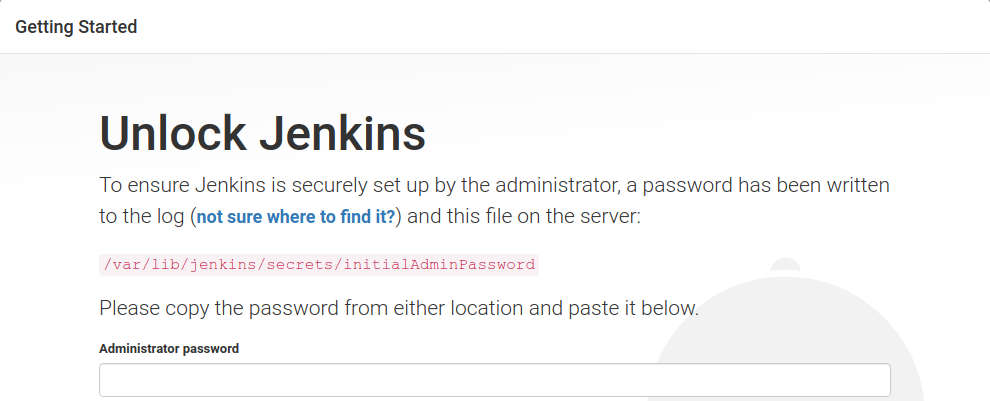 Getting Started
Unlock Jenkins
To ensure Jenkins is securely set up by the administrator, a password has been written
to the log (not sure where to find it?) and this file on the server:
/var/lib/jenkins/secrets/initialAdminPassword
Please copy the password from either location and paste it below.
Administrator password